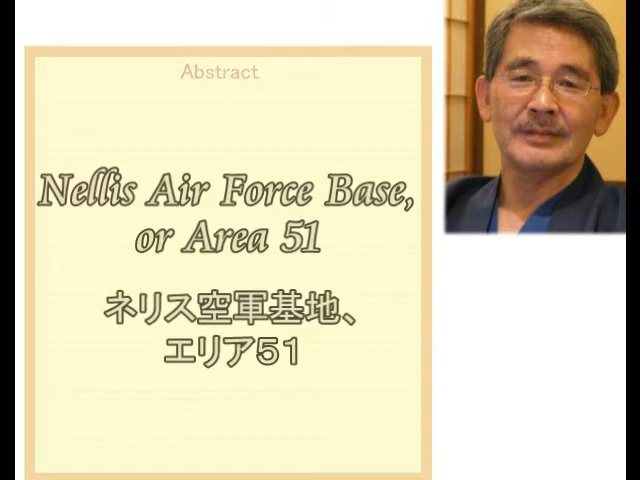 Abstract
Nellis Air Force Base,
or Area 51
ネリス空軍基地、
エリア５１